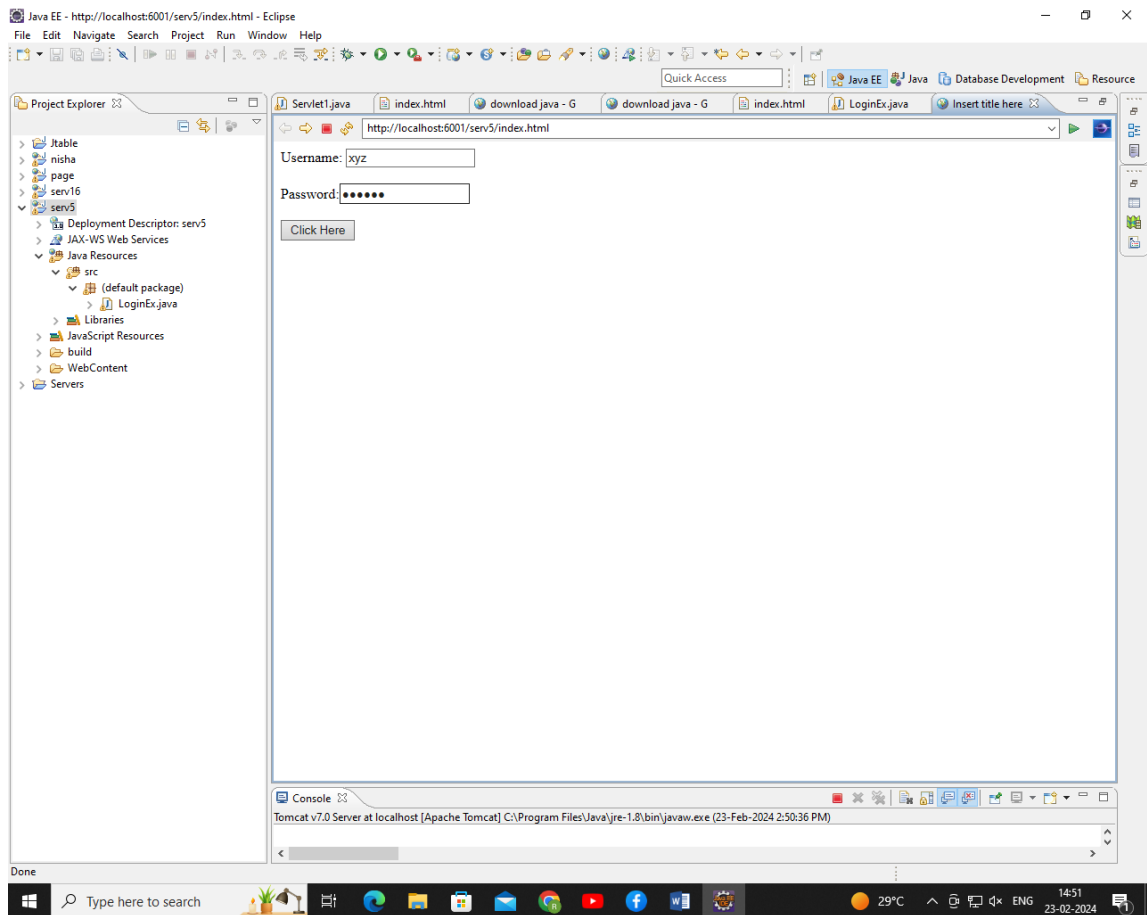 Java EE - http://localhost:6001/serv5/index.html - Eclipse
File Edit Navigate Search Project Run Window Help
Quick Access
Java EE Java Database Development Resource
Project Explorer
Jtable
nisha
page
serv16
serv5
Deployment Descriptor: serv5
JAX-WS Web Services
Java Resources
src
(default package)
LoginEx.java
Libraries
JavaScript Resources
build
WebContent
Servers
Servlet1.java index.html download java - G download java - G index.html LoginEx.java Insert title here
http://localhost:6001/serv5/index.html
Username: xyz
Password: ●●●●●●
Click Here
Console
Tomcat v7.0 Server at localhost [Apache Tomcat] C:\Program Files\Java\jre-1.8\bin\javaw.exe (23-Feb-2024 2:50:36 PM)
Done
Type here to search
29°C ENG 14:51
23-02-2024